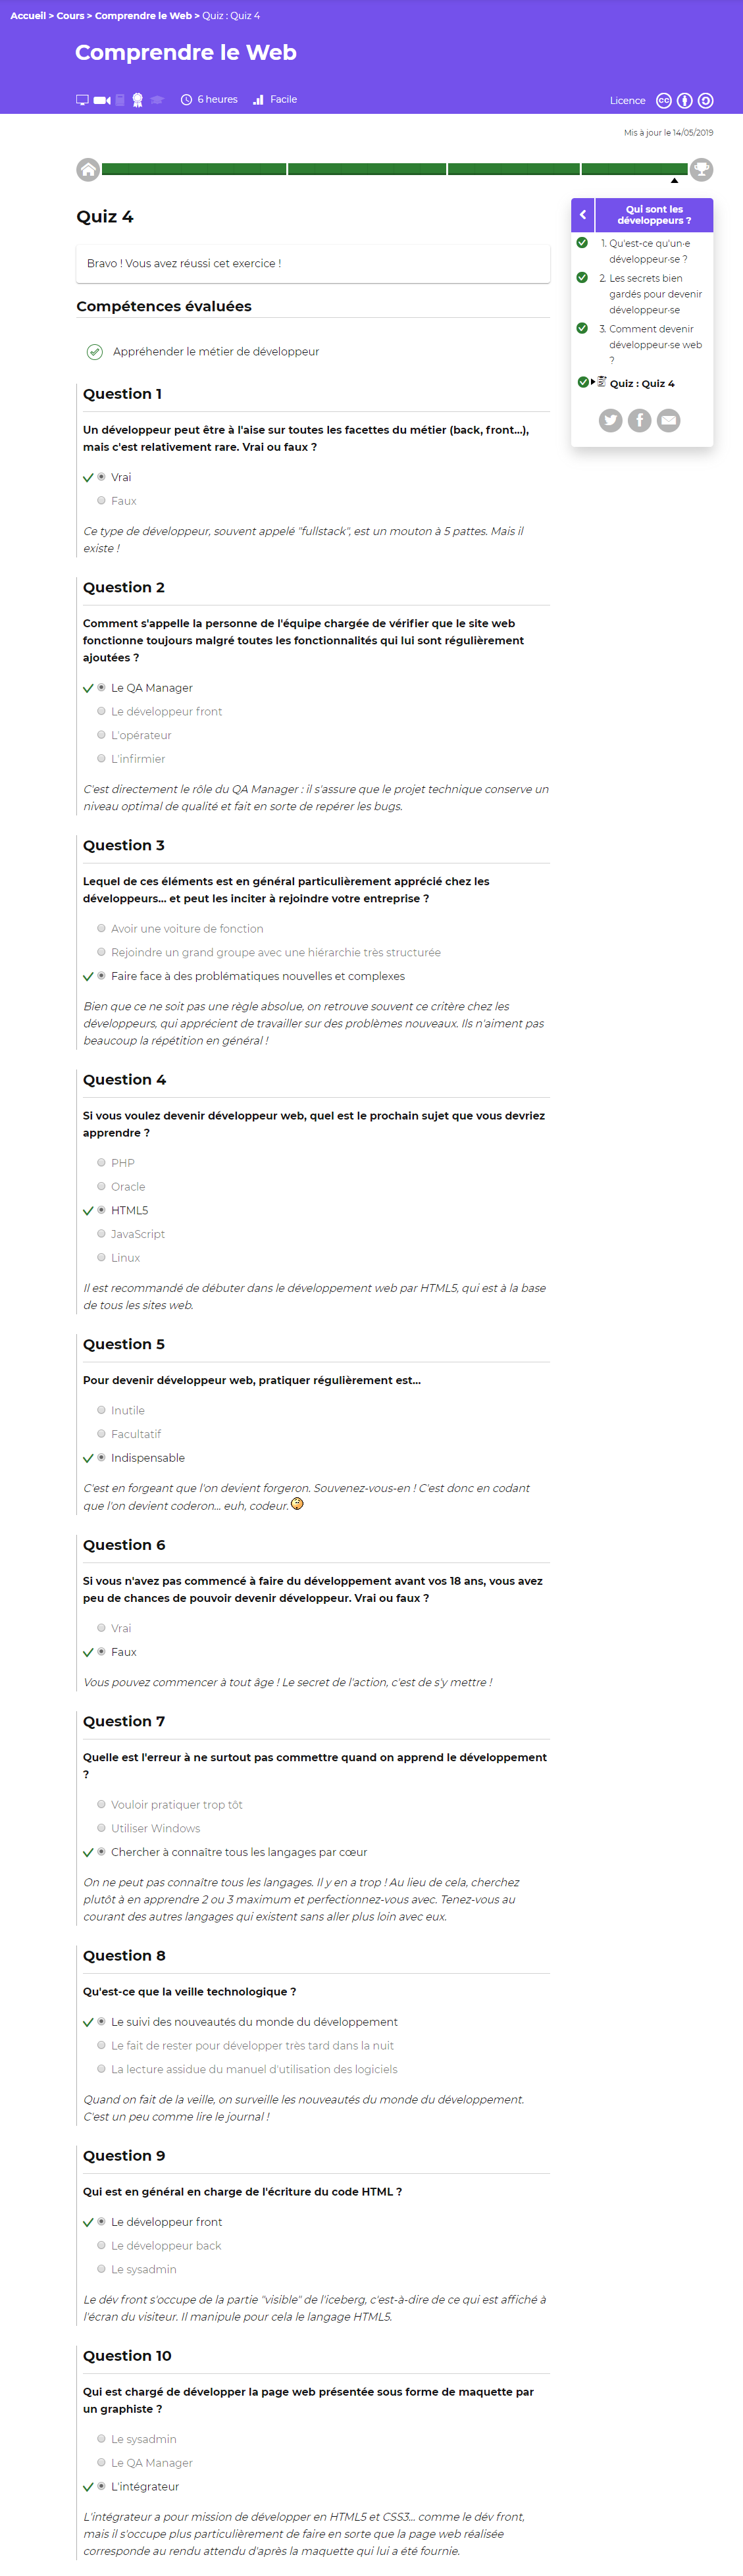 Accueil > Cours > Comprendre le Web > Quiz : Quiz 4
Comprendre le Web
6 heures
Facile
Licence
Mis à jour le 14/05/2019
Quiz 4
Bravo ! Vous avez réussi cet exercice !
Compétences évaluées
Appréhender le métier de développeur
Qui sont les
développeurs ?
1. Qu'est-ce qu'un·e
développeur·se ?
2. Les secrets bien
gardés pour devenir
développeur·se
3. Comment devenir
développeur·se web
?
Quiz : Quiz 4
Question 1
Un développeur peut être à l'aise sur toutes les facettes du métier (back, front...),
mais c'est relativement rare. Vrai ou faux ?
Vrai
Faux
Ce type de développeur, souvent appelé "fullstack", est un mouton à 5 pattes. Mais il
existe !
Question 2
Comment s'appelle la personne de l'équipe chargée de vérifier que le site web
fonctionne toujours malgré toutes les fonctionnalités qui lui sont régulièrement
ajoutées ?
Le QA Manager
Le développeur front
L'opérateur
L'infirmier
C'est directement le rôle du QA Manager : il s'assure que le projet technique conserve un
niveau optimal de qualité et fait en sorte de repérer les bugs.
Question 3
Lequel de ces éléments est en général particulièrement apprécié chez les
développeurs... et peut les inciter à rejoindre votre entreprise ?
Avoir une voiture de fonction
Rejoindre un grand groupe avec une hiérarchie très structurée
Faire face à des problématiques nouvelles et complexes
Bien que ce ne soit pas une règle absolue, on retrouve souvent ce critère chez les
développeurs, qui apprécient de travailler sur des problèmes nouveaux. Ils n'aiment pas
beaucoup la répétition en général !
Question 4
Si vous voulez devenir développeur web, quel est le prochain sujet que vous devriez
apprendre ?
PHP
Oracle
HTML5
JavaScript
Linux
Il est recommandé de débuter dans le développement web par HTML5, qui est à la base
de tous les sites web.
Question 5
Pour devenir développeur web, pratiquer régulièrement est...
Inutile
Facultatif
Indispensable
C'est en forgeant que l'on devient forgeron. Souvenez-vous-en ! C'est donc en codant
que l'on devient coderon... euh, codeur.
Question 6
Si vous n'avez pas commencé à faire du développement avant vos 18 ans, vous avez
peu de chances de pouvoir devenir développeur. Vrai ou faux ?
Vrai
Faux
Vous pouvez commencer à tout âge ! Le secret de l'action, c'est de s'y mettre !
Question 7
Quelle est l'erreur à ne surtout pas commettre quand on apprend le développement
?
Vouloir pratiquer trop tôt
Utiliser Windows
Chercher à connaître tous les langages par cœur
On ne peut pas connaître tous les langages. Il y en a trop ! Au lieu de cela, cherchez
plutôt à en apprendre 2 ou 3 maximum et perfectionnez-vous avec. Tenez-vous au
courant des autres langages qui existent sans aller plus loin avec eux.
Question 8
Qu'est-ce que la veille technologique ?
Le suivi des nouveautés du monde du développement
Le fait de rester pour développer très tard dans la nuit
La lecture assidue du manuel d'utilisation des logiciels
Quand on fait de la veille, on surveille les nouveautés du monde du développement.
C'est un peu comme lire le journal !
Question 9
Qui est en général en charge de l'écriture du code HTML ?
Le développeur front
Le développeur back
Le sysadmin
Le dév front s'occupe de la partie "visible" de l'iceberg, c'est-à-dire de ce qui est affiché à
l'écran du visiteur. Il manipule pour cela le langage HTML5.
Question 10
Qui est chargé de développer la page web présentée sous forme de maquette par
un graphiste ?
Le sysadmin
Le QA Manager
L'intégrateur
L'intégrateur a pour mission de développer en HTML5 et CSS3... comme le dév front,
mais il s'occupe plus particulièrement de faire en sorte que la page web réalisée
corresponde au rendu attendu d'après la maquette qui lui a été fournie.